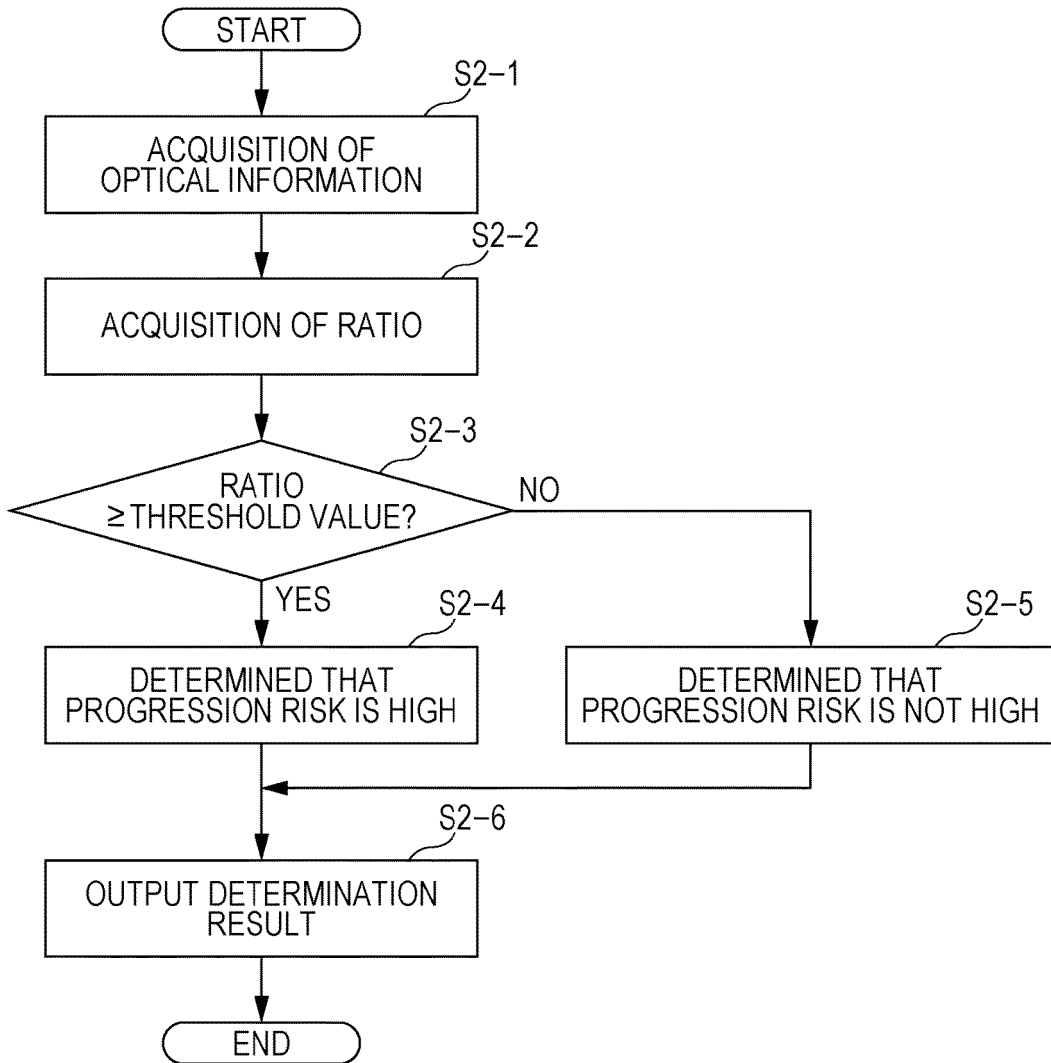 START
S2-1
ACQUISITION OF
OPTICAL INFORMATION
S2-2
ACQUISITION OF RATIO
S2-3
RATIO
≥ THRESHOLD VALUE?
NO
YES
S2-4
DETERMINED THAT
PROGRESSION RISK IS HIGH
S2-5
DETERMINED THAT
PROGRESSION RISK IS NOT HIGH
S2-6
OUTPUT DETERMINATION
RESULT
END